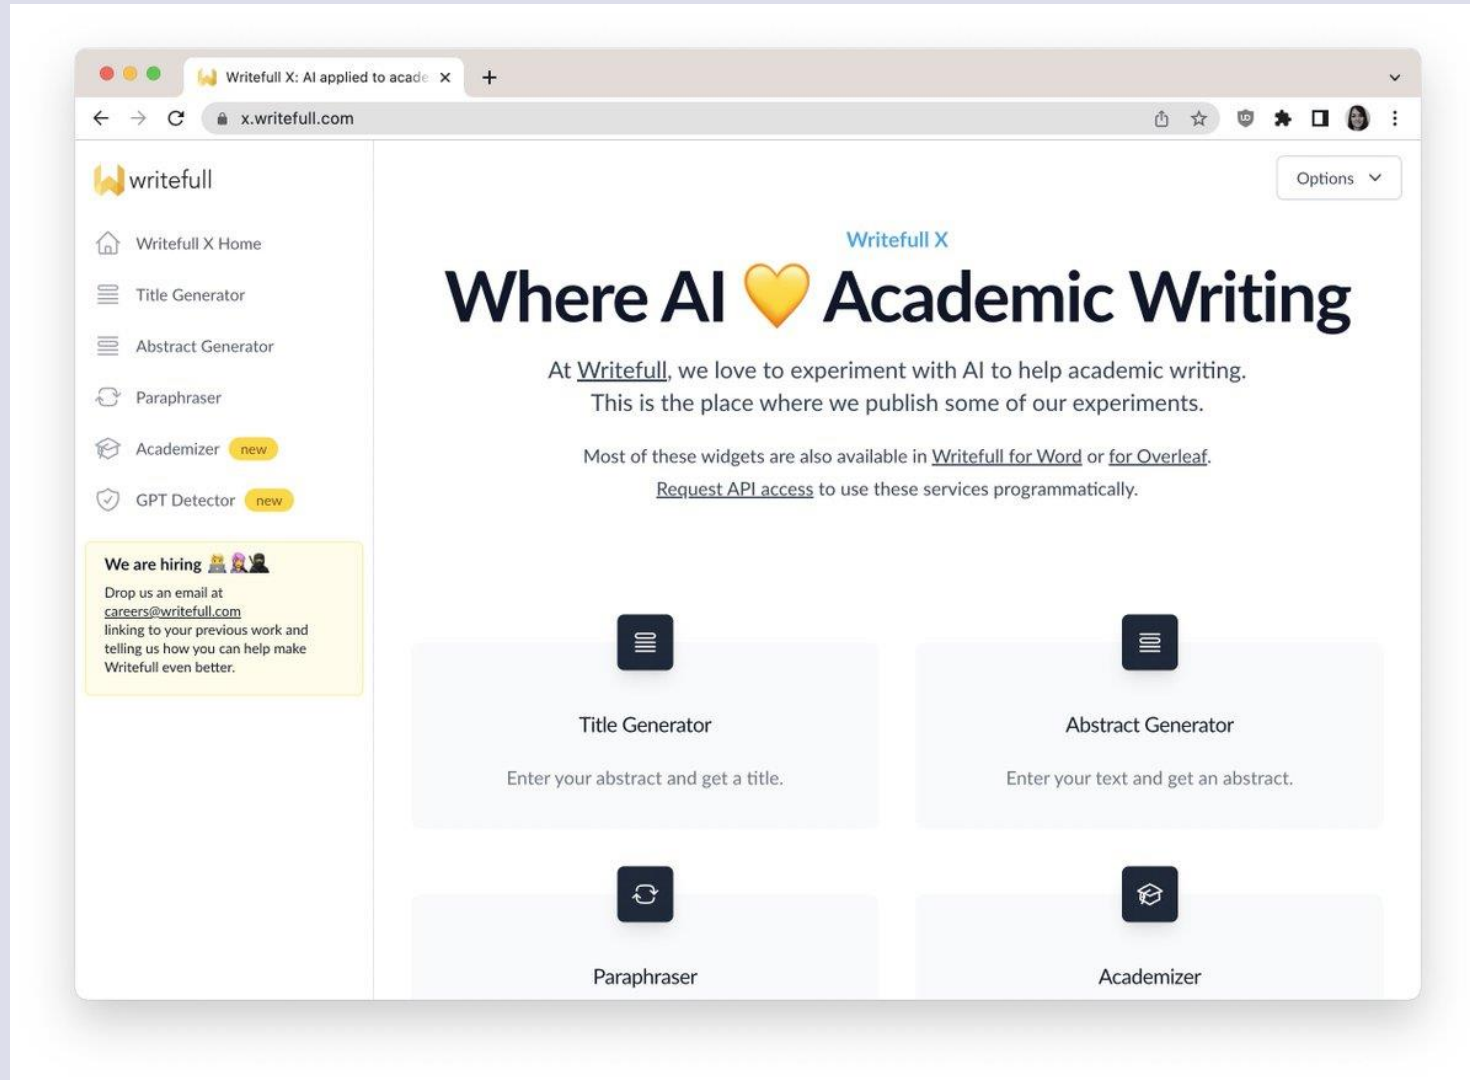 Writefull X: AI applied to acade
x.writefull.com
writefull
Writefull X Home
Title Generator
Abstract Generator
Paraphraser
Academizer new
GPT Detector new
We are hiring
Drop us an email at
careers@writefull.com
linking to your previous work and
telling us how you can help make
Writefull even better.
Options
Writefull X
Where AI 💛 Academic Writing
At Writefull, we love to experiment with AI to help academic writing.
This is the place where we publish some of our experiments.
Most of these widgets are also available in Writefull for Word or for Overleaf.
Request API access to use these services programmatically.
Title Generator
Enter your abstract and get a title.
Abstract Generator
Enter your text and get an abstract.
Paraphraser
Academizer